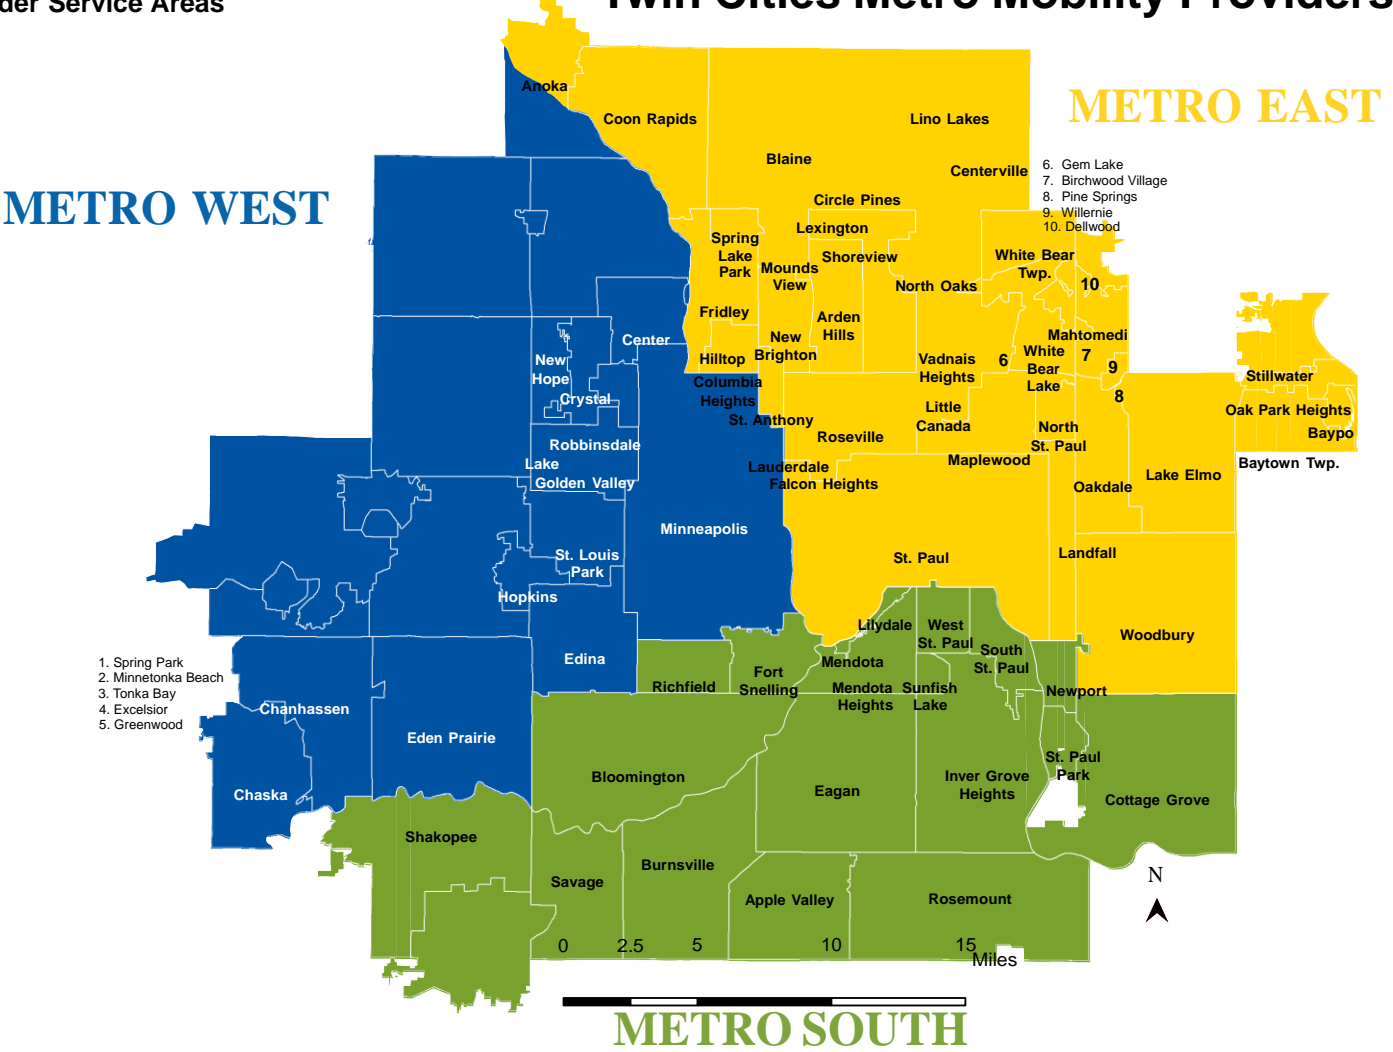 der Service Areas
Twin Cities Metro Mobility Providers
METRO EAST
METRO WEST
Anoka
Coon Rapids
Lino Lakes
Blaine
Centerville
6. Gem Lake
7. Birchwood Village
8. Pine Springs
9. Willernie
10. Dellwood
Circle Pines
Lexington
Spring
Lake
Park
Mounds
View
Shoreview
White Bear
Twp.
North Oaks
10
Fridley
Arden
Hills
Center
New
Brighton
Mahtomedi
Hilltop
Vadnais
Heights
6
White
Bear
Lake
7
9
8
New
Hope
Columbia
Heights
Crystal
St. Anthony
Little
Canada
Stillwater
Oak Park Heights
Baypo
Baytown Twp.
Robbinsdale
Roseville
North
St. Paul
Lake
Lauderdale
Maplewood
Golden Valley
Falcon Heights
Oakdale
Lake Elmo
Minneapolis
St. Louis
Park
St. Paul
Landfall
Hopkins
Lilydale
West
St. Paul
Woodbury
South
St. Paul
1. Spring Park
2. Minnetonka Beach
3. Tonka Bay
4. Excelsior
5. Greenwood
Edina
Richfield
Fort
Snelling
Mendota
Mendota
Heights
Sunfish
Lake
Newport
Chanhassen
Eden Prairie
Bloomington
Eagan
Inver Grove
Heights
St. Paul
Park
Chaska
Cottage Grove
Shakopee
Savage
Burnsville
Apple Valley
Rosemount
N
0 2.5 5 10 15
Miles
METRO SOUTH